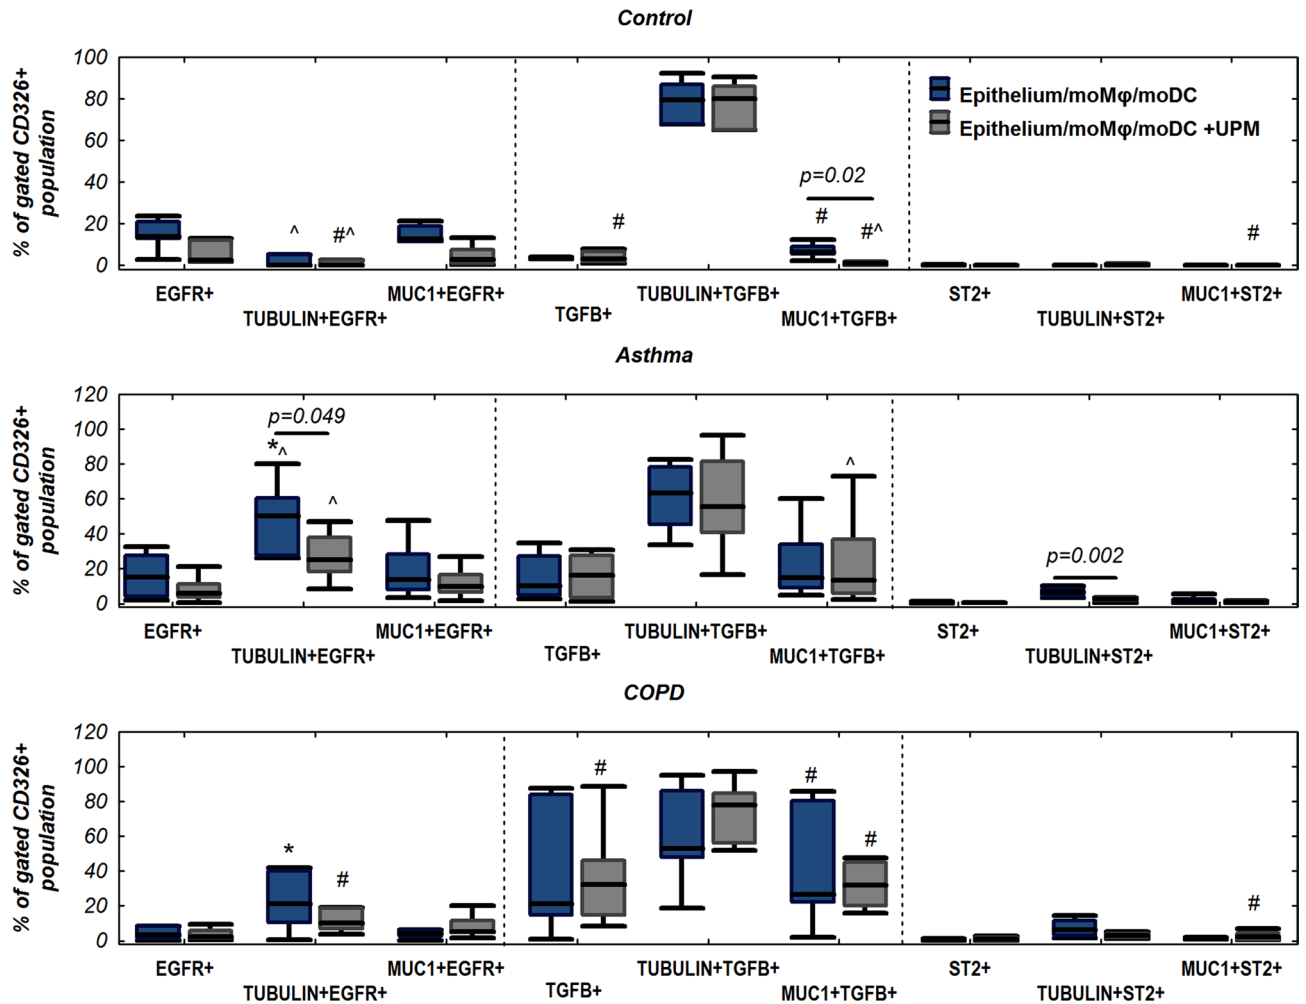 Control
% of gated CD326+
population
100
80
60
40
20
0
Epithelium/moMφ/moDC
Epithelium/moMφ/moDC +UPM
p=0.02
^
#^
#
#
#^
#
EGFR+
TUBULIN+EGFR+
MUC1+EGFR+
TGFB+
TUBULIN+TGFB+
MUC1+TGFB+
ST2+
TUBULIN+ST2+
MUC1+ST2+
Asthma
% of gated CD326+
population
120
100
80
60
40
20
0
p=0.049
*^
^
^
p=0.002
EGFR+
TUBULIN+EGFR+
MUC1+EGFR+
TGFB+
TUBULIN+TGFB+
MUC1+TGFB+
ST2+
TUBULIN+ST2+
MUC1+ST2+
COPD
% of gated CD326+
population
120
100
80
60
40
20
0
*
#
#
#
#
#
EGFR+
TUBULIN+EGFR+
MUC1+EGFR+
TGFB+
TUBULIN+TGFB+
MUC1+TGFB+
ST2+
TUBULIN+ST2+
MUC1+ST2+